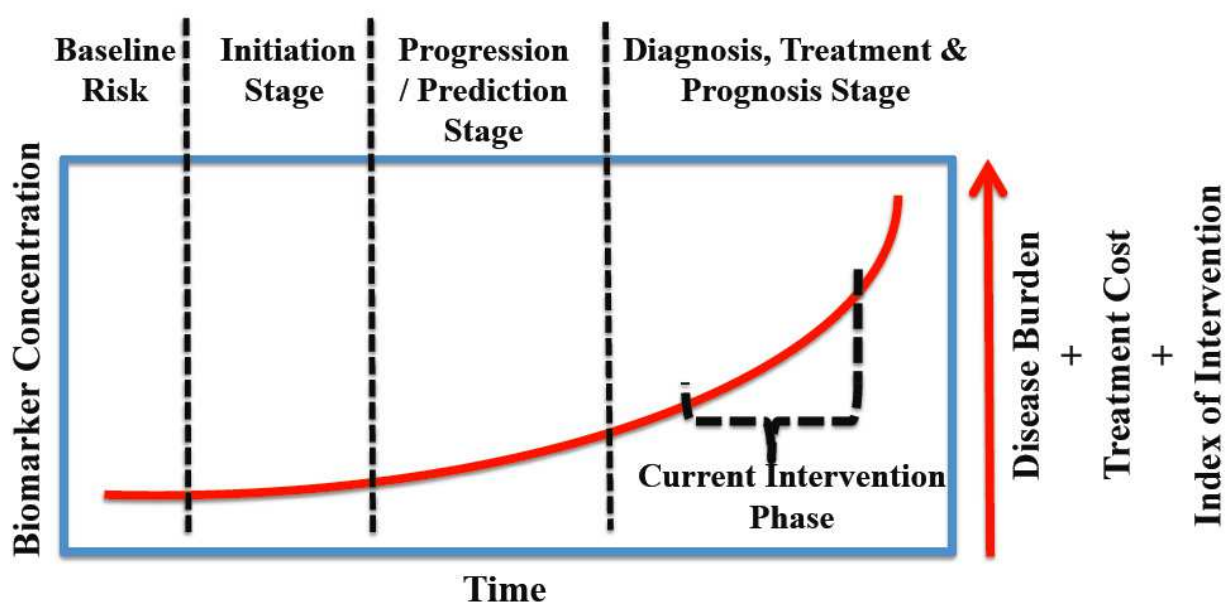 Baseline
Risk
Initiation
Stage
Progression
/ Prediction
Stage
Diagnosis, Treatment &
Prognosis Stage
Biomarker Concentration
Current Intervention
Phase
Time
Disease Burden
+
Treatment Cost
+
Index of Intervention